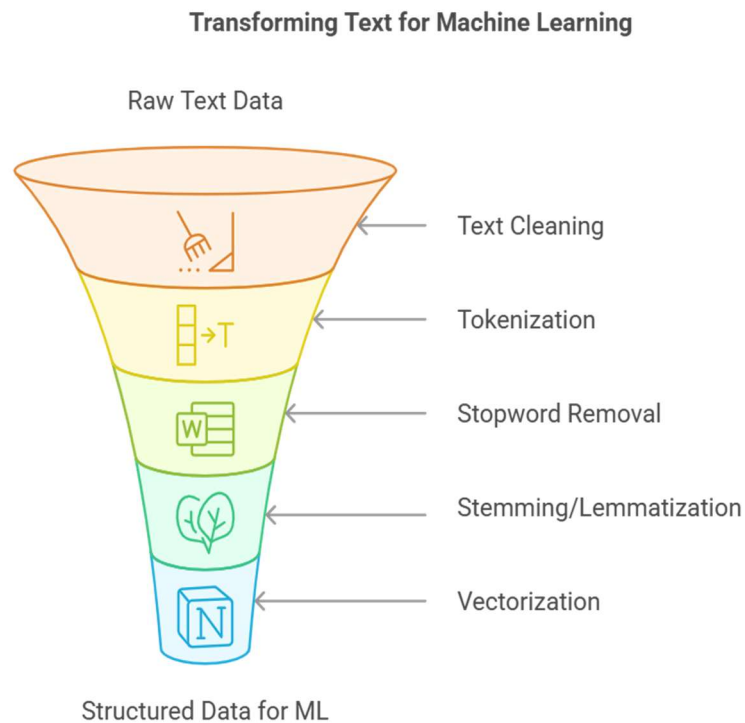 Transforming Text for Machine Learning
Raw Text Data
Text Cleaning
T
Tokenization
W
Stopword Removal
Stemming/Lemmatization
N
Vectorization
Structured Data for ML